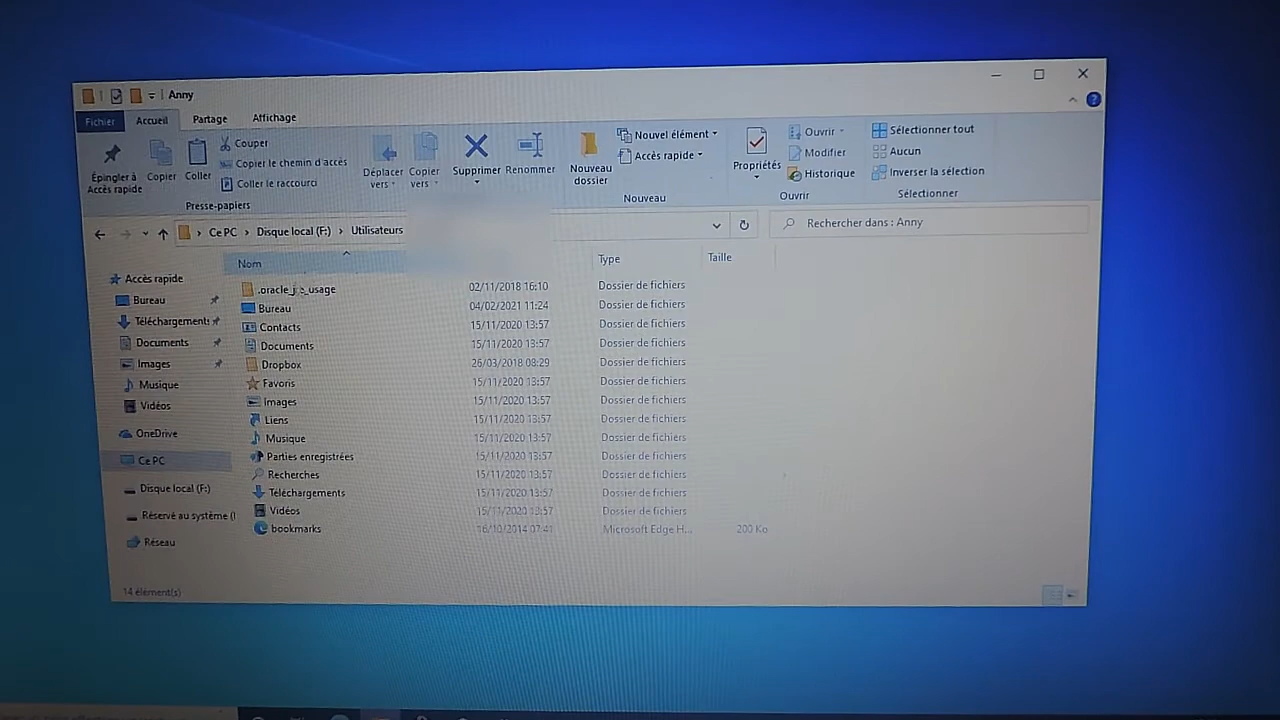 Anny
Fichier Accueil Partage Affichage
Épingler à Accès rapide
Copier
Coller
Couper
Copier le chemin d'accès
Coller le raccourci
Presse-papiers
Déplacer vers
Copier vers
Supprimer
Renommer
Nouveau dossier
Nouvel élément
Accès rapide
Nouveau
Propriétés
Ouvrir
Modifier
Historique
Ouvrir
Sélectionner tout
Aucun
Inverser la sélection
Sélectionner
Ce PC > Disque local (F:) > Utilisateurs
Rechercher dans : Anny
Accès rapide
Bureau
Téléchargements
Documents
Images
Musique
Vidéos
OneDrive
Ce PC
Disque local (F:)
Réservé au système (
Réseau
Nom Type Taille
.oracle_jre_usage 02/11/2018 16:10 Dossier de fichiers
Bureau 04/02/2021 11:24 Dossier de fichiers
Contacts 15/11/2020 13:57 Dossier de fichiers
Documents 15/11/2020 13:57 Dossier de fichiers
Dropbox 26/03/2018 08:29 Dossier de fichiers
Favoris 15/11/2020 13:57 Dossier de fichiers
Images 15/11/2020 13:57 Dossier de fichiers
Liens 15/11/2020 13:57 Dossier de fichiers
Musique 15/11/2020 13:57 Dossier de fichiers
Parties enregistrées 15/11/2020 13:57 Dossier de fichiers
Recherches 15/11/2020 13:57 Dossier de fichiers
Téléchargements 15/11/2020 13:57 Dossier de fichiers
Vidéos 15/11/2020 13:57 Dossier de fichiers
bookmarks 16/10/2014 07:41 Microsoft Edge H... 200 Ko
14 élément(s)